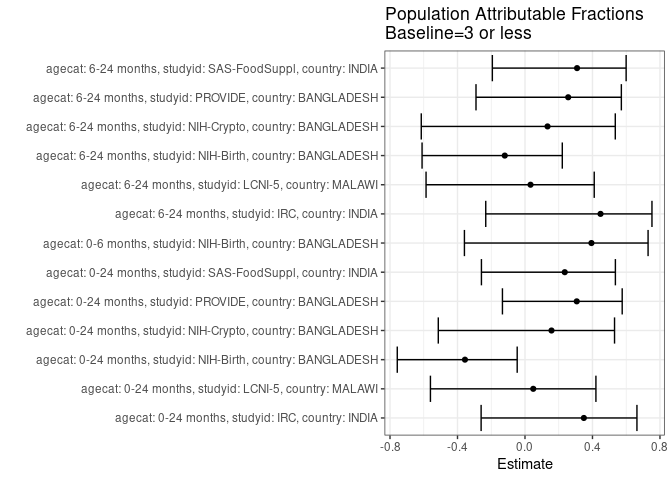 Population Attributable Fractions
Baseline=3 or less
agecat: 6-24 months, studyid: SAS-FoodSuppl, country: INDIA
agecat: 6-24 months, studyid: PROVIDE, country: BANGLADESH
agecat: 6-24 months, studyid: NIH-Crypto, country: BANGLADESH
agecat: 6-24 months, studyid: NIH-Birth, country: BANGLADESH
agecat: 6-24 months, studyid: LCNI-5, country: MALAWI
agecat: 6-24 months, studyid: IRC, country: INDIA
agecat: 0-6 months, studyid: NIH-Birth, country: BANGLADESH
agecat: 0-24 months, studyid: SAS-FoodSuppl, country: INDIA
agecat: 0-24 months, studyid: PROVIDE, country: BANGLADESH
agecat: 0-24 months, studyid: NIH-Crypto, country: BANGLADESH
agecat: 0-24 months, studyid: NIH-Birth, country: BANGLADESH
agecat: 0-24 months, studyid: LCNI-5, country: MALAWI
agecat: 0-24 months, studyid: IRC, country: INDIA
-0.8 -0.4 0.0 0.4 0.8
Estimate